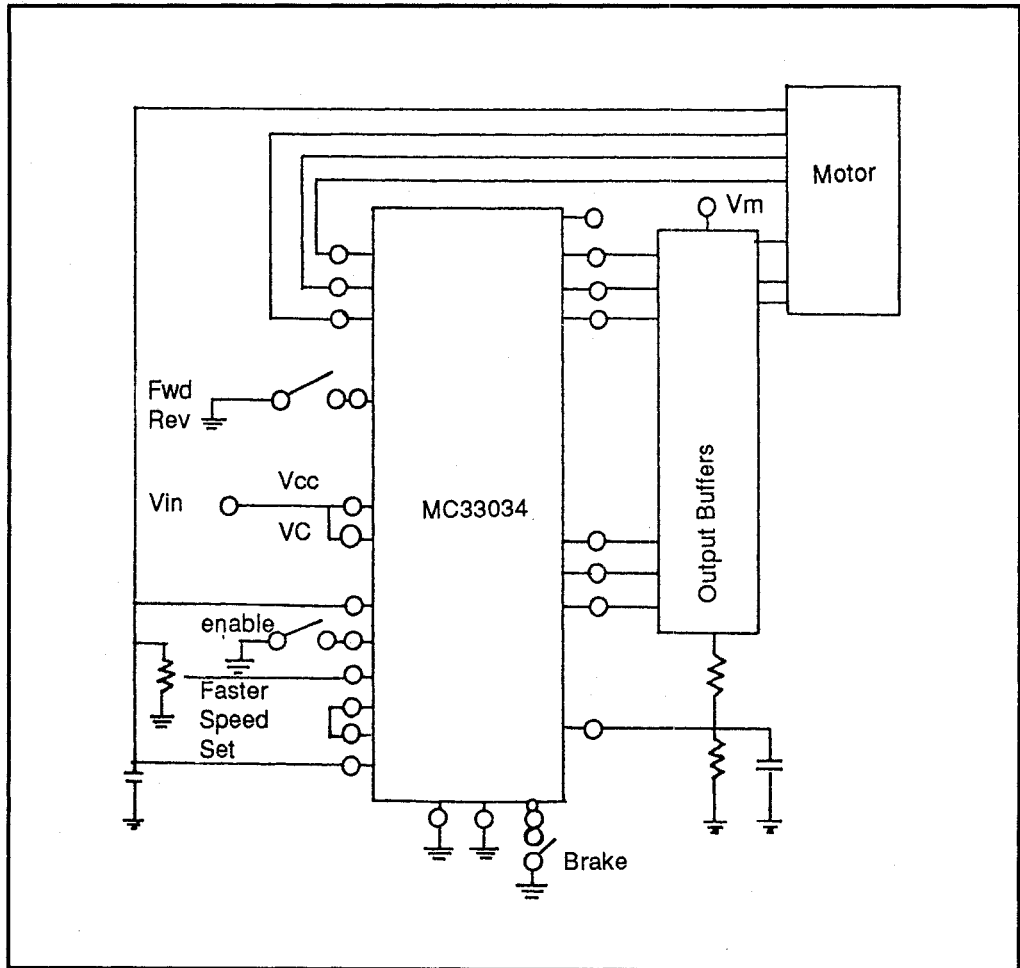 Motor
Vm
Fwd
Rev
Vcc
Vin
VC
MC33034
Output Buffers
enable
Faster
Speed
Set
Brake